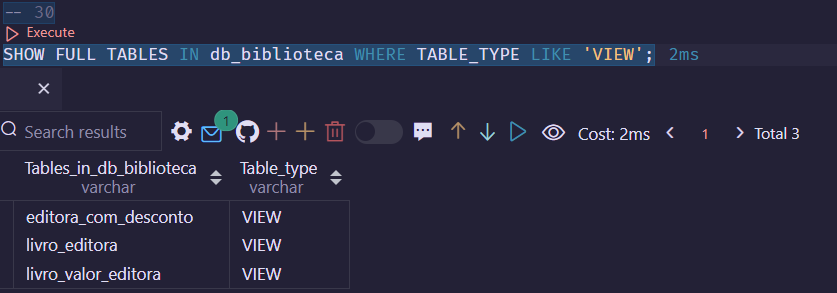 -- 30
Execute
SHOW FULL TABLES IN db_biblioteca WHERE TABLE_TYPE LIKE 'VIEW'; 2ms
Search results 1 Cost: 2ms 1 Total 3
Tables_in_db_biblioteca Table_type
varchar varchar
editora_com_desconto VIEW
livro_editora VIEW
livro_valor_editora VIEW